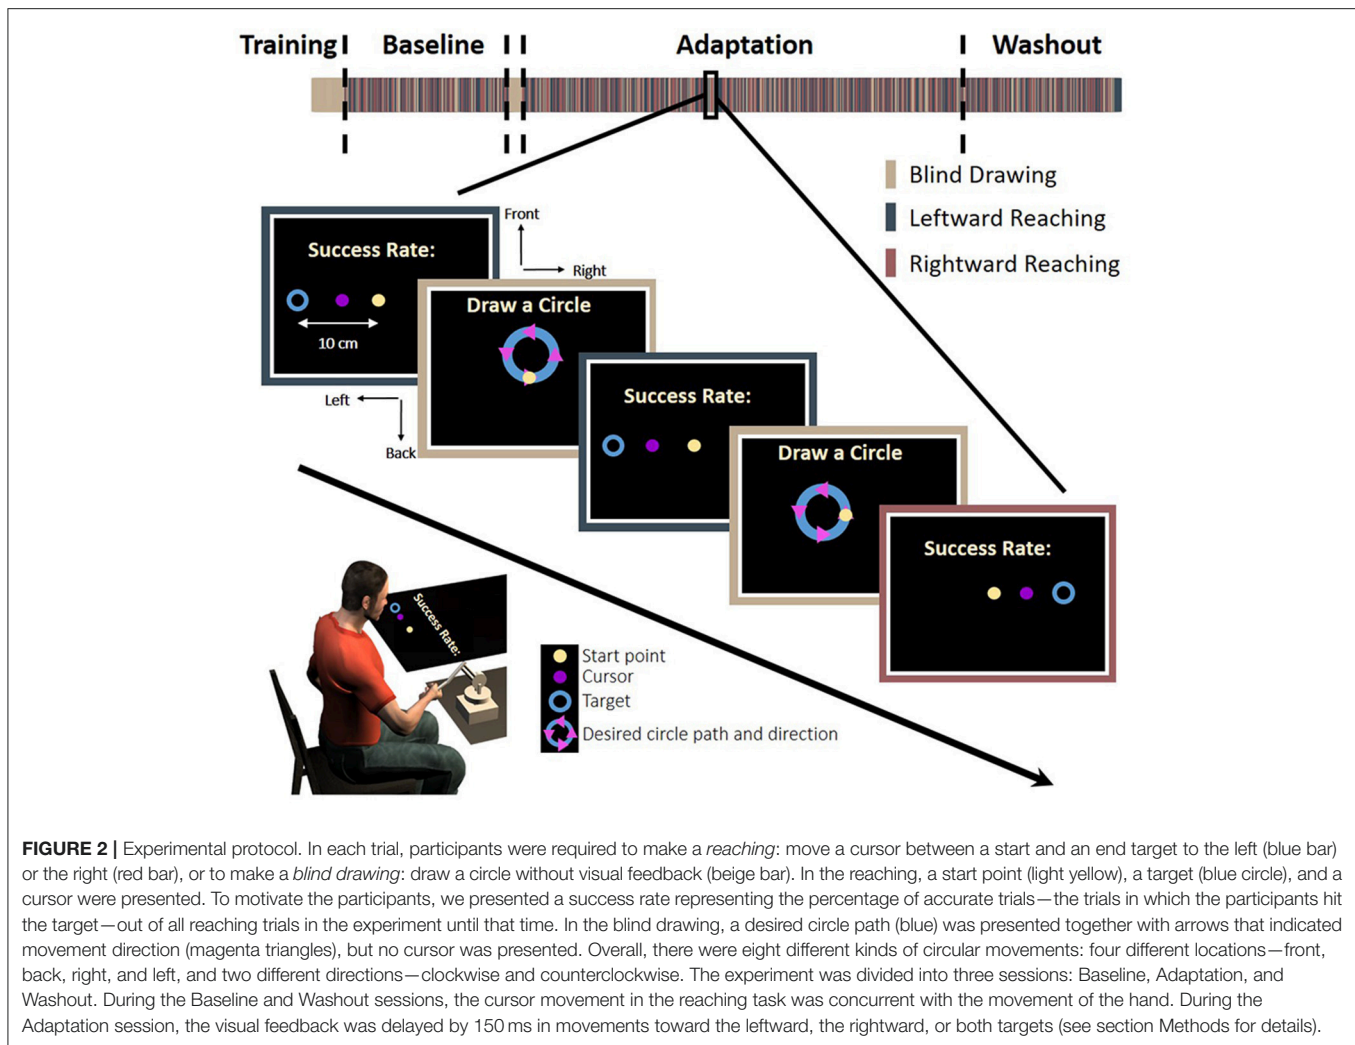 Training
Baseline
Adaptation
Washout
Blind Drawing
Leftward Reaching
Rightward Reaching
Front
Right
Success Rate:
10 cm
Left
Back
Draw a Circle
Success Rate:
Draw a Circle
Success Rate:
Success Rate:
Start point
Cursor
Target
Desired circle path and direction
FIGURE 2 | Experimental protocol. In each trial, participants were required to make a reaching: move a cursor between a start and an end target to the left (blue bar)
or the right (red bar), or to make a blind drawing: draw a circle without visual feedback (beige bar). In the reaching, a start point (light yellow), a target (blue circle), and a
cursor were presented. To motivate the participants, we presented a success rate representing the percentage of accurate trials—the trials in which the participants hit
the target—out of all reaching trials in the experiment until that time. In the blind drawing, a desired circle path (blue) was presented together with arrows that indicated
movement direction (magenta triangles), but no cursor was presented. Overall, there were eight different kinds of circular movements: four different locations—front,
back, right, and left, and two different directions—clockwise and counterclockwise. The experiment was divided into three sessions: Baseline, Adaptation, and
Washout. During the Baseline and Washout sessions, the cursor movement in the reaching task was concurrent with the movement of the hand. During the
Adaptation session, the visual feedback was delayed by 150 ms in movements toward the leftward, the rightward, or both targets (see section Methods for details).